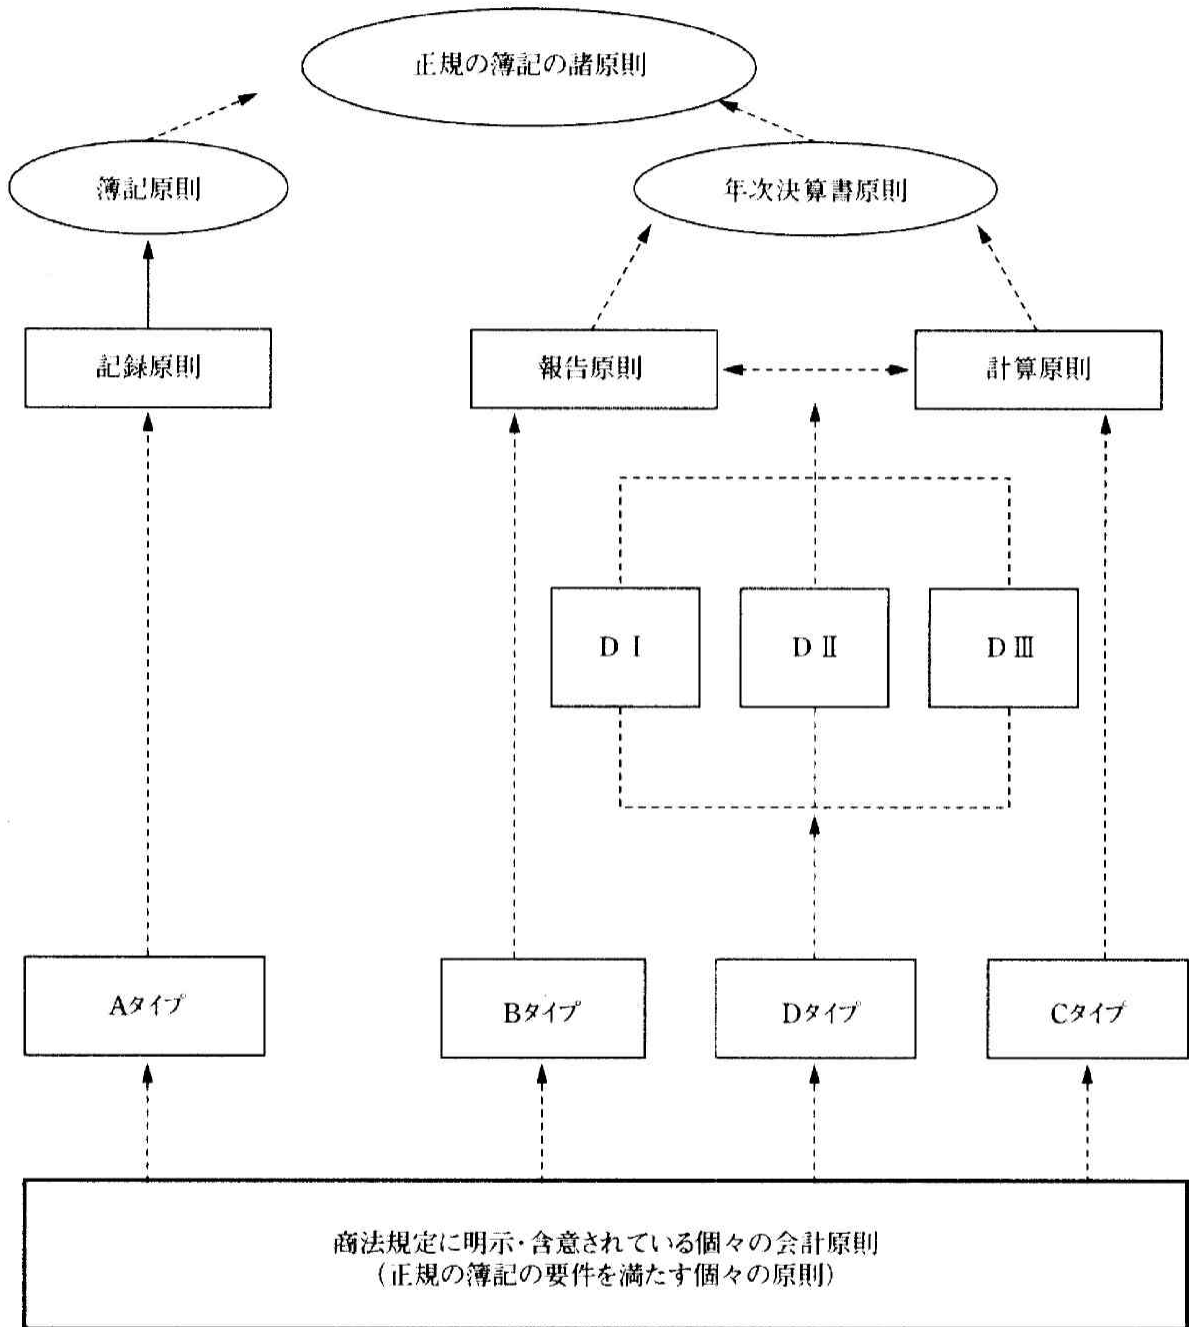 正規の簿記の諸原則
簿記原則
年次決算書原則
記録原則
報告原則
計算原則
D Ⅰ
D Ⅱ
D Ⅲ
Aタイプ
Bタイプ
Dタイプ
Cタイプ
商法規定に明示・含意されている個々の会計原則
（正規の簿記の要件を満たす個々の原則）